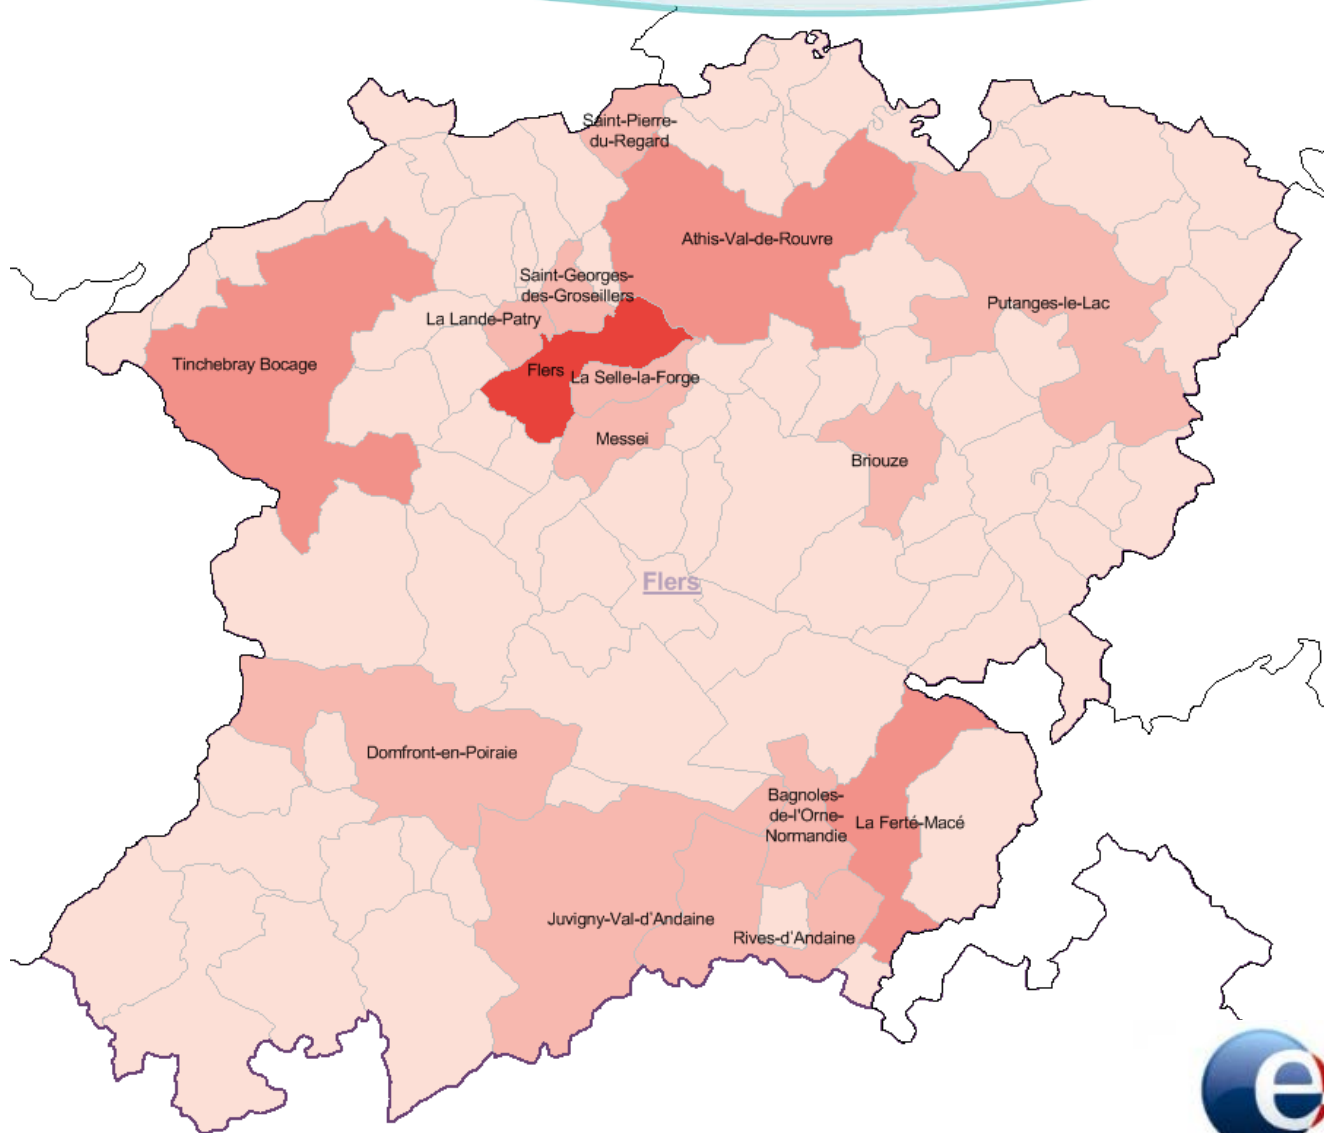 Saint-Pierre-
du-Regard
Athis-Val-de-Rouvre
Saint-Georges-
des-Groseillers
Putanges-le-Lac
La Lande-Patry
Tinchebray Bocage
Flers
La Selle-la-Forge
Messei
Briouze
Flers
Domfront-en-Poiraie
Bagnoles-
de-l'Orne-
Normandie
La Ferté-Macé
Juvigny-Val-d'Andaine
Rives-d'Andaine
e